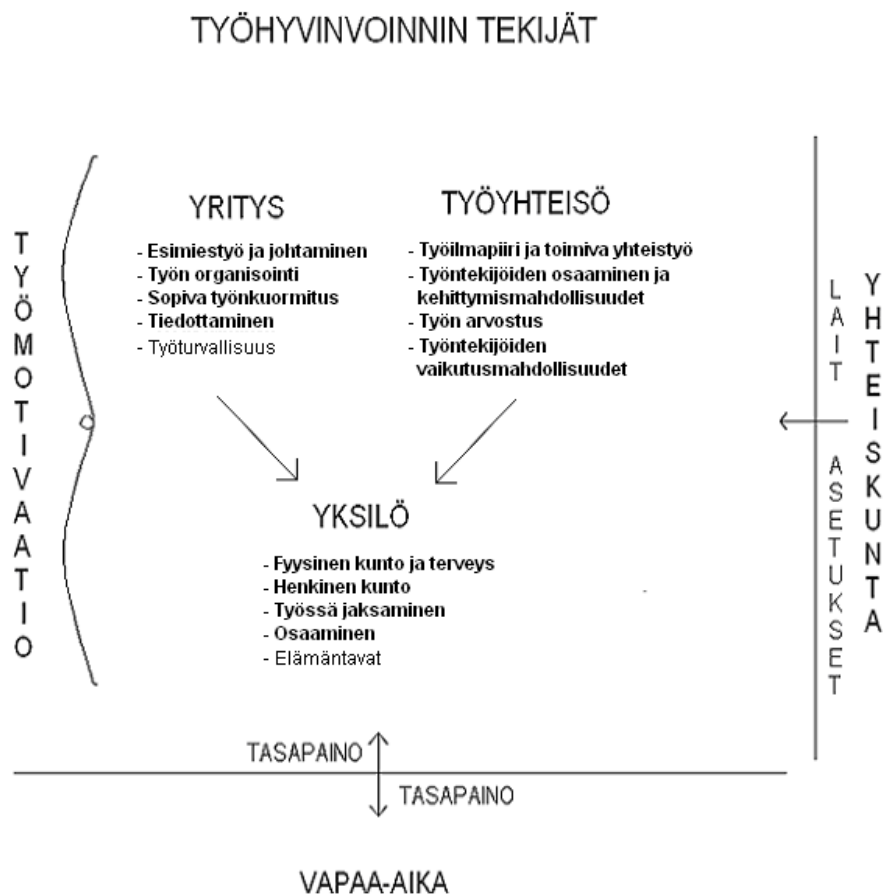 TYÖHYVINVOINNIN TEKIJÄT
TYÖMOTIVAATIO
YRITYS
- Esimiestyö ja johtaminen
- Työn organisointi
- Sopiva työnkuormitus
- Tiedottaminen
- Työturvallisuus
TYÖYHTEISÖ
- Työilmapiiri ja toimiva yhteistyö
- Työntekijöiden osaaminen ja
kehittymismahdollisuudet
- Työn arvostus
- Työntekijöiden
vaikutusmahdollisuudet
YKSILÖ
- Fyysinen kunto ja terveys
- Henkinen kunto
- Työssä jaksaminen
- Osaaminen
- Elämäntavat
LAIT ASETUKSET
YHTEISKUNTA
TASAPAINO
TASAPAINO
VAPAA-AIKA